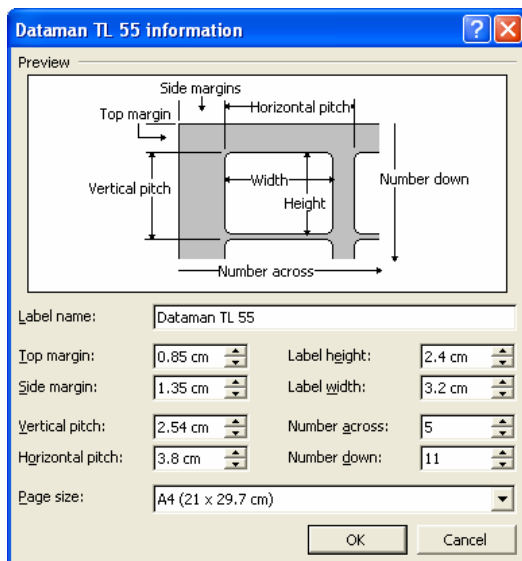 Dataman TL 55 information
Preview
Side margins
Top margin
Horizontal pitch
Vertical pitch
Width
Height
Number down
Number across
Label name: Dataman TL 55
Top margin: 0.85 cm Label height: 2.4 cm
Side margin: 1.35 cm Label width: 3.2 cm
Vertical pitch: 2.54 cm Number across: 5
Horizontal pitch: 3.8 cm Number down: 11
Page size: A4 (21 x 29.7 cm)
OK Cancel